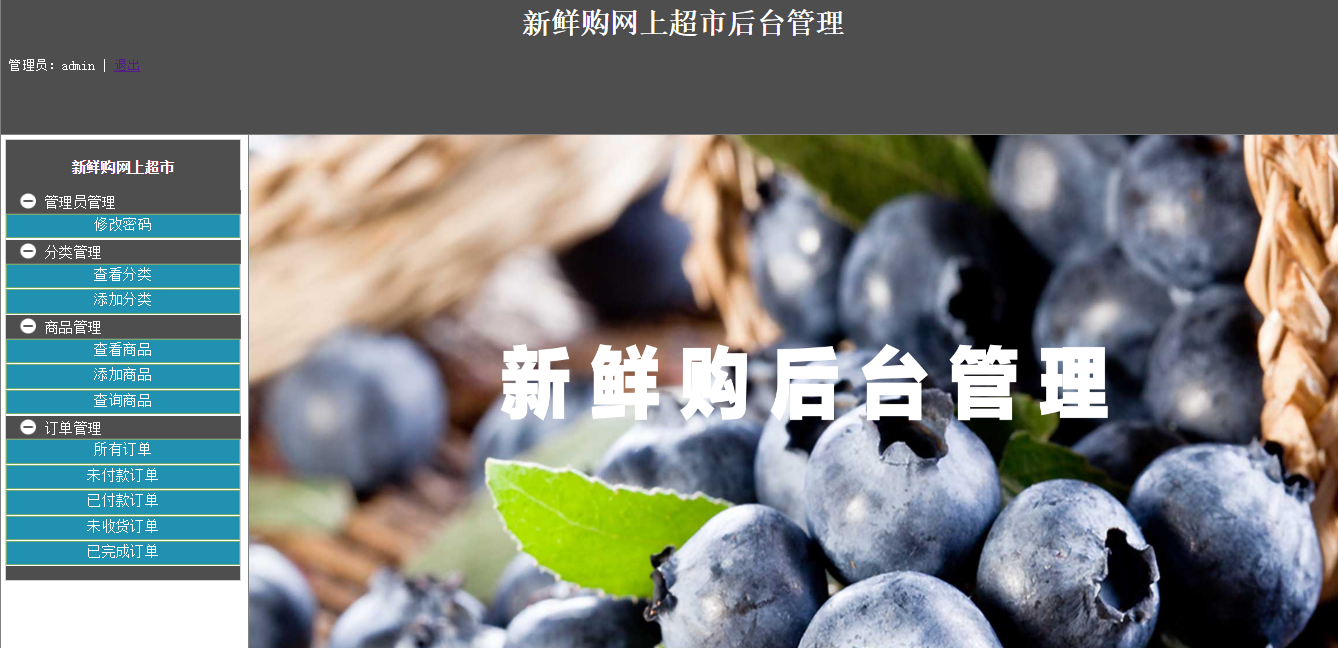 新鲜购网上超市后台管理
管理员：admin | 退出
新鲜购网上超市
管理员管理
修改密码
分类管理
查看分类
添加分类
商品管理
查看商品
添加商品
查询商品
订单管理
所有订单
未付款订单
已付款订单
未收货订单
已完成订单
新鲜购后台管理